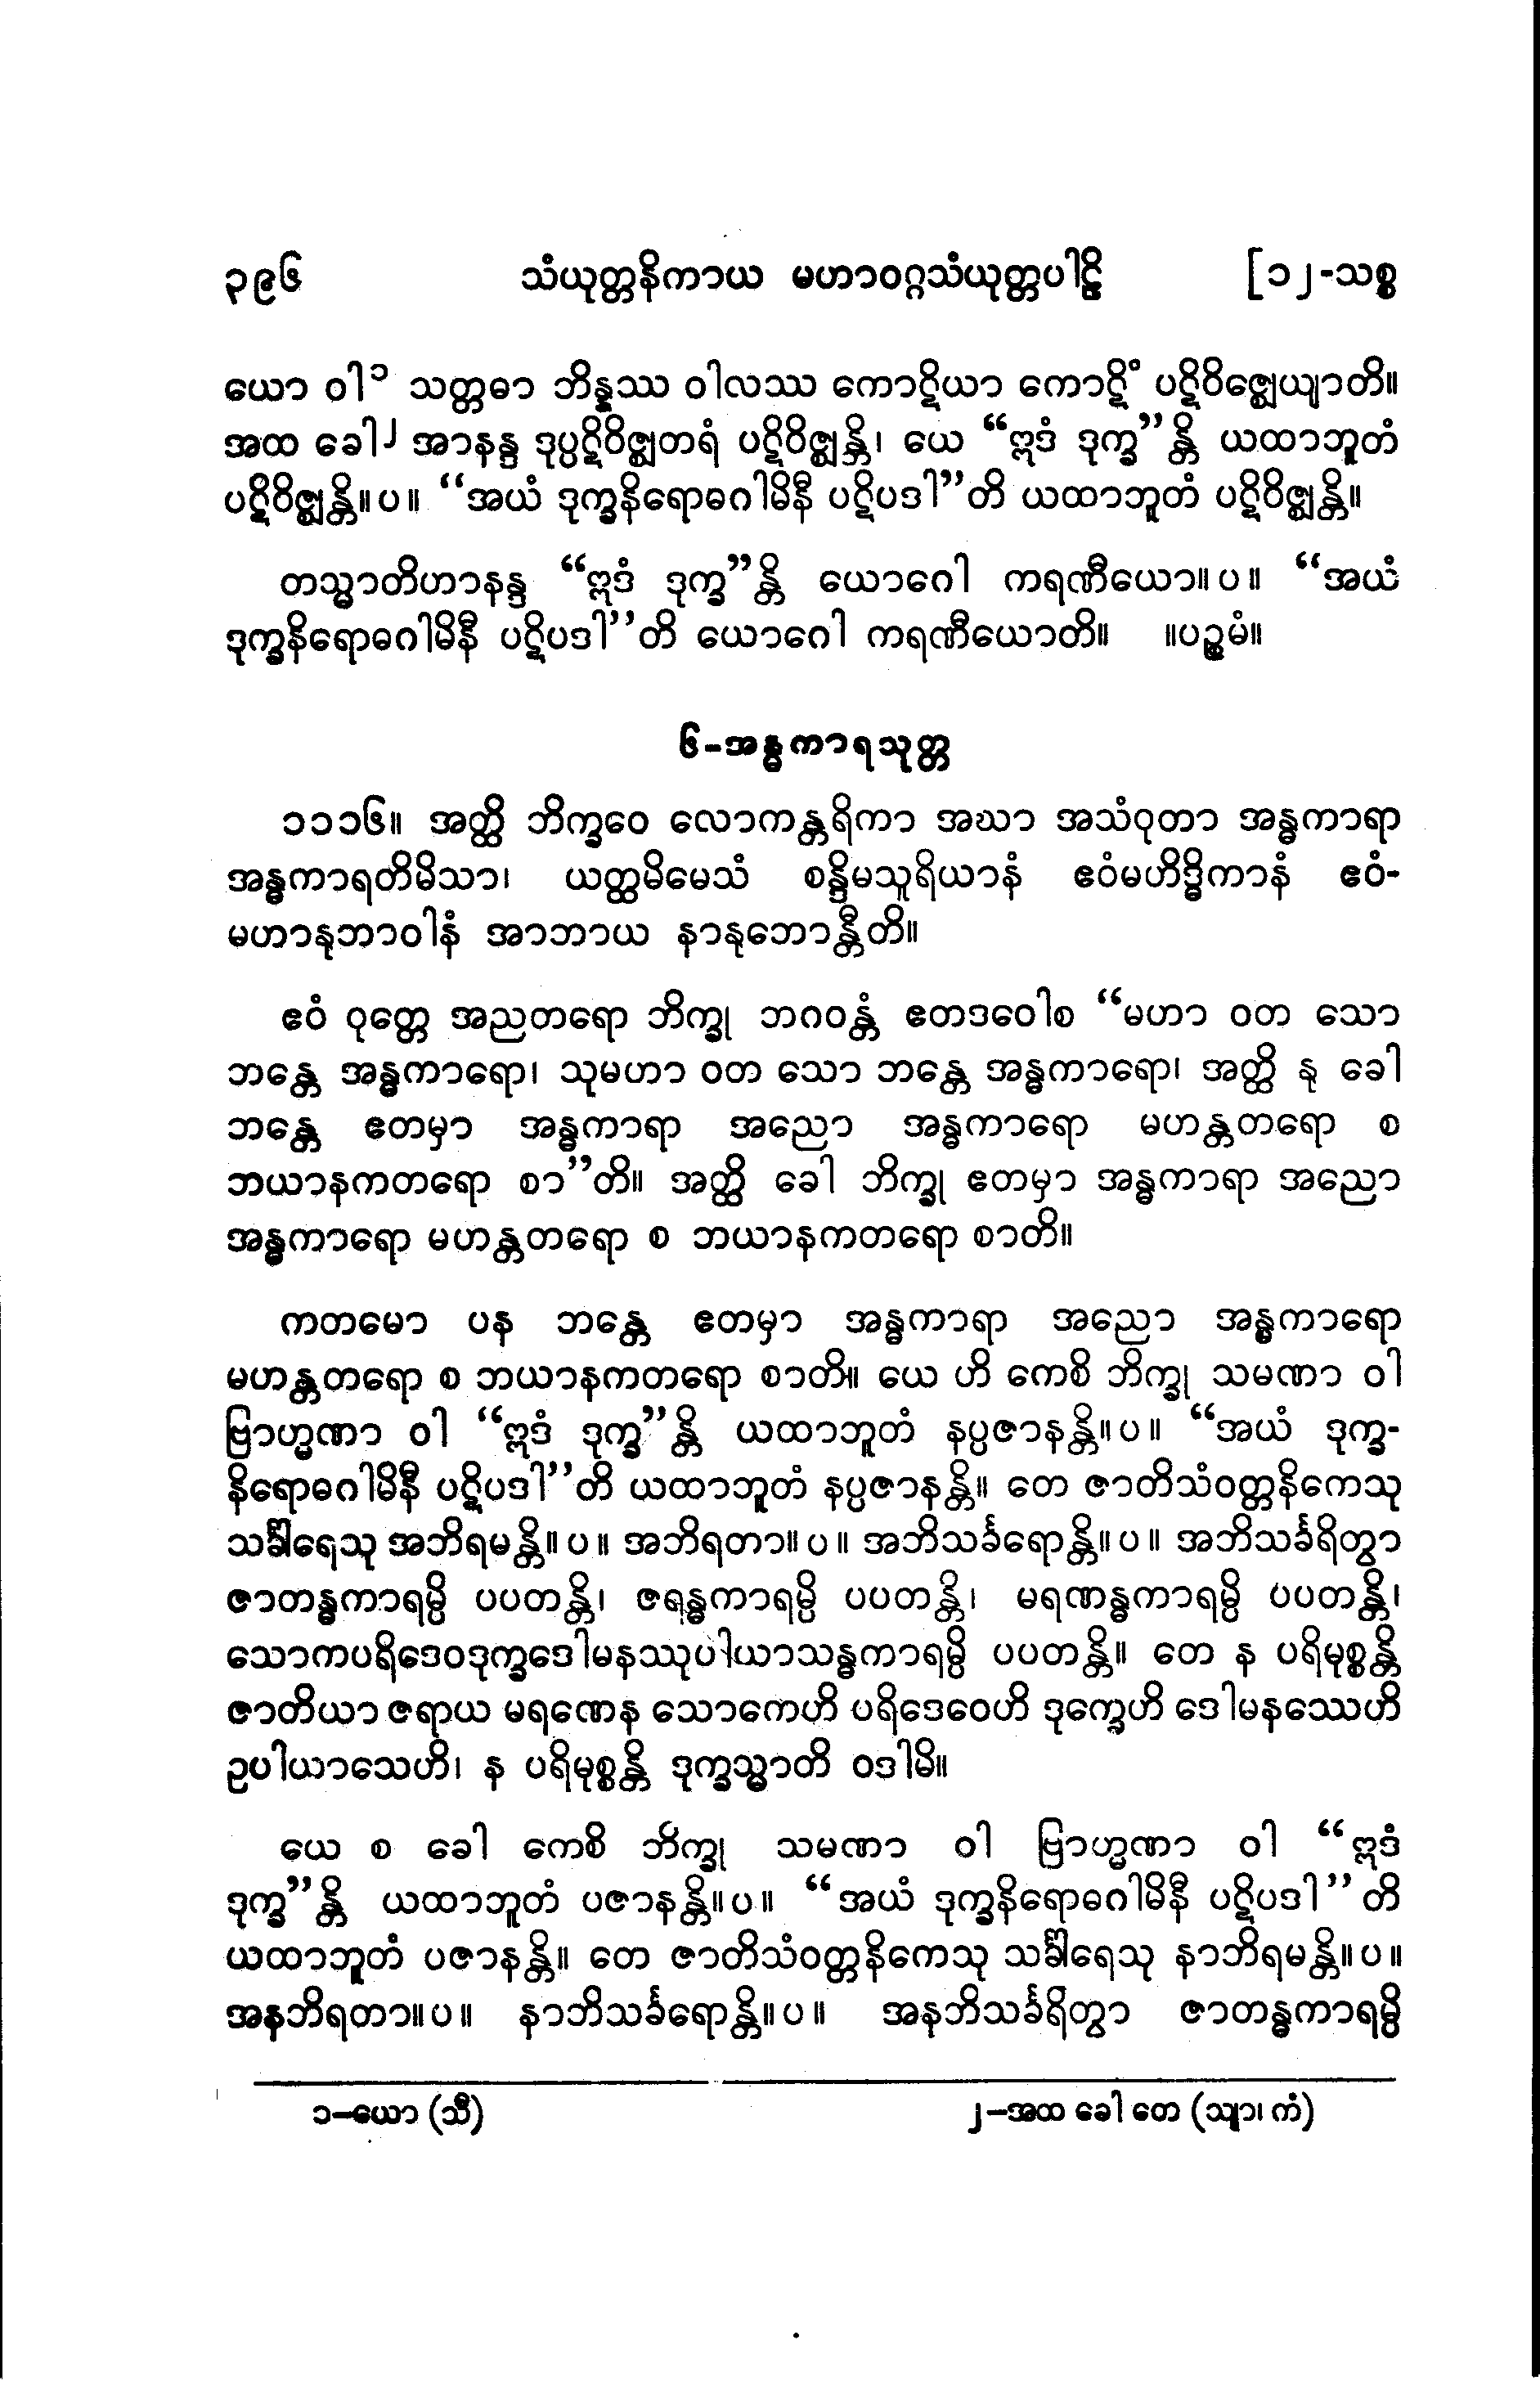 ၃၉၆ သံယုတ္တနိကာယ မဟာဝဂ္ဂသံယုတ္တပါဠိ [၁၂-သစ္စ
ယော ဝါ၁ သတ္တဓာ ဘိန္နဿ ဝါလဿ ကောဋိယာ ကောဋိံ ပဋိဝိဇ္ဈေယျာတိ။
အထ ခေါ၂ အာနန္ဒ ဒုပ္ပဋိဝိဇ္ဈတရံ ပဋိဝိဇ္ဈန္တိ၊ ယေ “ဣဒံ ဒုက္ခ”န္တိ ယထာဘူတံ
ပဋိဝိဇ္ဈန္တိ။ပ။ “အယံ ဒုက္ခနိရောဓဂါမိနီ ပဋိပဒါ”တိ ယထာဘူတံ ပဋိဝိဇ္ဈန္တိ။
တသ္မာတိဟာနန္ဒ “ဣဒံ ဒုက္ခ”န္တိ ယောဂေါ ကရဏီယော။ပ။ “အယံ
ဒုက္ခနိရောဓဂါမိနီ ပဋိပဒါ”တိ ယောဂေါ ကရဏီယောတိ။ ။ပဉ္စမံ။
၆-အန္ဓကာရသုတ္တ
၁၁၁၆။ အတ္ထိ ဘိက္ခဝေ လောကန္တရိကာ အဃာ အသံဝုတာ အန္ဓကာရာ
အန္ဓကာရတိမိသာ၊ ယတ္ထမိမေသံ စန္ဒိမသူရိယာနံ ဧဝံမဟိဒ္ဓိကာနံ ဧဝံ-
မဟာနုဘာဝါနံ အာဘာယ နာနုဘောန္တီတိ။
ဧဝံ ဝုတ္တေ အညတရော ဘိက္ခု ဘဂဝန္တံ ဧတဒဝေါစ “မဟာ ဝတ သော
ဘန္တေ အန္ဓကာရော၊ သုမဟာ ဝတ သော ဘန္တေ အန္ဓကာရော၊ အတ္ထိ နု ခေါ
ဘန္တေ ဧတမှာ အန္ဓကာရာ အညော အန္ဓကာရော မဟန္တတရော စ
ဘယာနကတရော စာ”တိ။ အတ္ထိ ခေါ ဘိက္ခု ဧတမှာ အန္ဓကာရာ အညော
အန္ဓကာရော မဟန္တတရော စ ဘယာနကတရော စာတိ။
ကတမော ပန ဘန္တေ ဧတမှာ အန္ဓကာရာ အညော အန္ဓကာရော
မဟန္တတရော စ ဘယာနကတရော စာတိ။ ယေ ဟိ ကေစိ ဘိက္ခု သမဏာ ဝါ
ဗြာဟ္မဏာ ဝါ “ဣဒံ ဒုက္ခ”န္တိ ယထာဘူတံ နပ္ပဇာနန္တိ။ပ။ “အယံ ဒုက္ခ-
နိရောဓဂါမိနီ ပဋိပဒါ”တိ ယထာဘူတံ နပ္ပဇာနန္တိ။ တေ ဇာတိသံဝတ္တနိကေသု
သင်္ခါရေသု အဘိရမန္တိ။ပ။ အဘိရတာ။ပ။ အဘိသင်္ခရောန္တိ။ပ။ အဘိသင်္ခရိတွာ
ဇာတန္ဓကာရမ္ပိ ပပတန္တိ၊ ဇရန္ဓကာရမ္ပိ ပပတန္တိ၊ မရဏန္ဓကာရမ္ပိ ပပတန္တိ၊
သောကပရိဒေဝဒုက္ခဒေါမနဿုပါယာသန္ဓကာရမ္ပိ ပပတန္တိ။ တေ န ပရိမုစ္စန္တိ
ဇာတိယာ ဇရာယ မရဏေန သောကေဟိ ပရိဒေဝေဟိ ဒုက္ခေဟိ ဒေါမနဿေဟိ
ဥပါယာသေဟိ၊ န ပရိမုစ္စန္တိ ဒုက္ခသ္မာတိ ဝဒါမိ။
ယေ စ ခေါ ကေစိ ဘိက္ခု သမဏာ ဝါ ဗြာဟ္မဏာ ဝါ “ဣဒံ
ဒုက္ခ”န္တိ ယထာဘူတံ ပဇာနန္တိ။ပ။ “အယံ ဒုက္ခနိရောဓဂါမိနီ ပဋိပဒါ”တိ
ယထာဘူတံ ပဇာနန္တိ။ တေ ဇာတိသံဝတ္တနိကေသု သင်္ခါရေသု နာဘိရမန္တိ။ပ။
အနဘိရတာ။ပ။ နာဘိသင်္ခရောန္တိ။ပ။ အနဘိသင်္ခရိတွာ ဇာတန္ဓကာရမ္ပိ
၁-ယော (သီ) ၂-အထ ခေါ တေ (သျာ၊ ကံ)